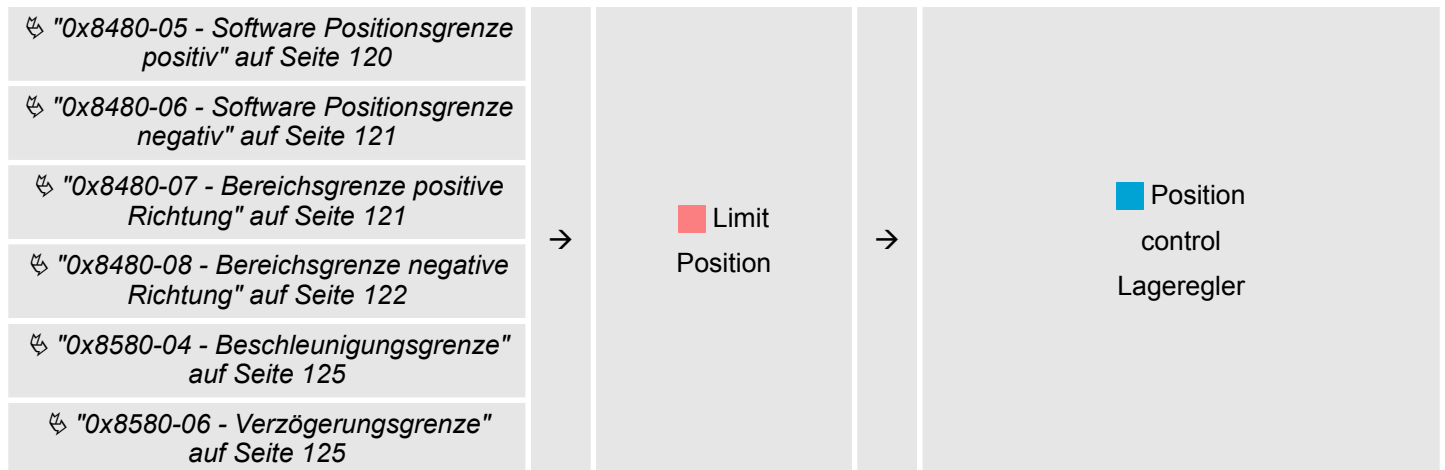 "0x8480-05 - Software Positionsgrenze
positiv" auf Seite 120
"0x8480-06 - Software Positionsgrenze
negativ" auf Seite 121
"0x8480-07 - Bereichsgrenze positive
Richtung" auf Seite 121
"0x8480-08 - Bereichsgrenze negative
Richtung" auf Seite 122
"0x8580-04 - Beschleunigungsgrenze"
auf Seite 125
"0x8580-06 - Verzögerungsgrenze"
auf Seite 125
→
Limit
Position
→
Position
control
Lageregler